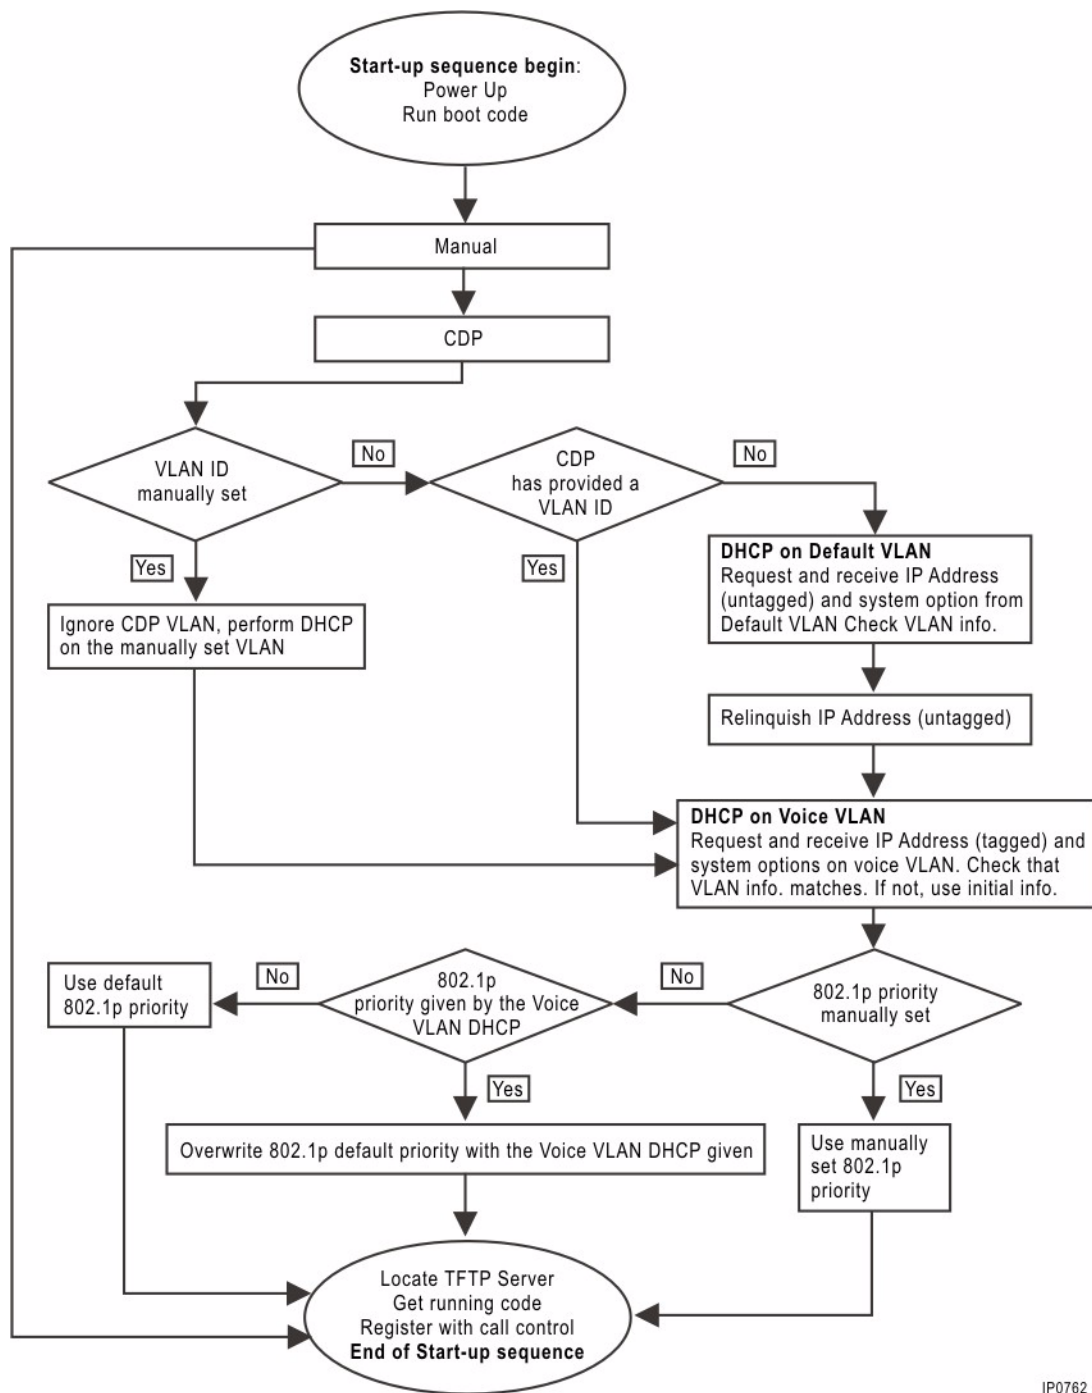 Start-up sequence begin:
Power Up
Run boot code
Manual
CDP
VLAN ID
manually set
No
CDP
has provided a
VLAN ID
No
Yes
Yes
DHCP on Default VLAN
Request and receive IP Address
(untagged) and system option from
Default VLAN Check VLAN info.
Ignore CDP VLAN, perform DHCP
on the manually set VLAN
Relinquish IP Address (untagged)
DHCP on Voice VLAN
Request and receive IP Address (tagged) and
system options on voice VLAN. Check that
VLAN info. matches. If not, use initial info.
802.1p priority
manually set
No
802.1p
priority given by the Voice
VLAN DHCP
No
Use default
802.1p priority
Yes
Yes
Overwrite 802.1p default priority with the Voice VLAN DHCP given
Use manually
set 802.1p
priority
Locate TFTP Server
Get running code
Register with call control
End of Start-up sequence
IP0762